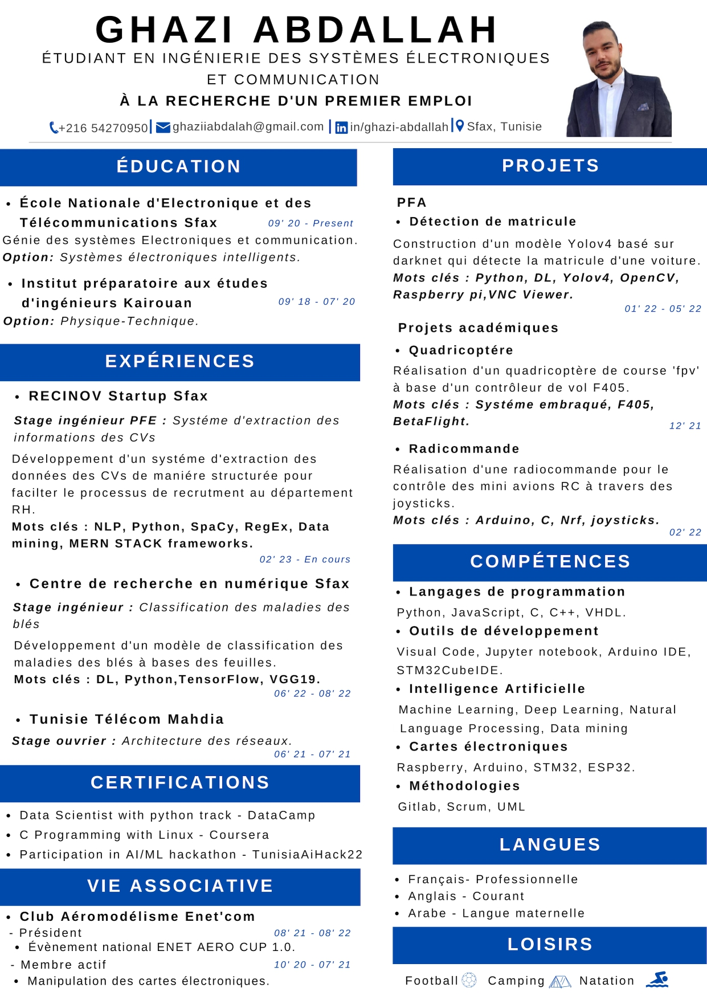 GHAZI ABDALLAH
ÉTUDIANT EN INGÉNIERIE DES SYSTÈMES ÉLECTRONIQUES
ET COMMUNICATION
À LA RECHERCHE D'UN PREMIER EMPLOI
+216 54270950 ghaziiabdalah@gmail.com in/ghazi-abdallah Sfax, Tunisie
ÉDUCATION
• École Nationale d'Electronique et des
Télécommunications Sfax 09' 20 - Present
Génie des systèmes Electroniques et communication.
Option: Systèmes électroniques intelligents.
• Institut préparatoire aux études
d'ingénieurs Kairouan 09' 18 - 07' 20
Option: Physique-Technique.
EXPÉRIENCES
• RECINOV Startup Sfax
Stage ingénieur PFE : Systéme d'extraction des
informations des CVs
Développement d'un systéme d'extraction des
données des CVs de maniére structurée pour
facilter le processus de recrutment au département
RH.
Mots clés : NLP, Python, SpaCy, RegEx, Data
mining, MERN STACK frameworks.
02' 23 - En cours
• Centre de recherche en numérique Sfax
Stage ingénieur : Classification des maladies des
blés
Développement d'un modèle de classification des
maladies des blés à bases des feuilles.
Mots clés : DL, Python,TensorFlow, VGG19.
06' 22 - 08' 22
• Tunisie Télécom Mahdia
Stage ouvrier : Architecture des réseaux.
06' 21 - 07' 21
CERTIFICATIONS
• Data Scientist with python track - DataCamp
• C Programming with Linux - Coursera
• Participation in AI/ML hackathon - TunisiaAiHack22
VIE ASSOCIATIVE
• Club Aéromodélisme Enet'com
- Président 08' 21 - 08' 22
• Évènement national ENET AERO CUP 1.0.
- Membre actif 10' 20 - 07' 21
• Manipulation des cartes électroniques.
PROJETS
PFA
• Détection de matricule
Construction d'un modèle Yolov4 basé sur
darknet qui détecte la matricule d'une voiture.
Mots clés : Python, DL, Yolov4, OpenCV,
Raspberry pi,VNC Viewer.
01' 22 - 05' 22
Projets académiques
• Quadricoptére
Réalisation d'un quadricoptère de course 'fpv'
à base d'un contrôleur de vol F405.
Mots clés : Systéme embraqué, F405,
BetaFlight.
12' 21
• Radicommande
Réalisation d'une radiocommande pour le
contrôle des mini avions RC à travers des
joysticks.
Mots clés : Arduino, C, Nrf, joysticks.
02' 22
COMPÉTENCES
• Langages de programmation
Python, JavaScript, C, C++, VHDL.
• Outils de développement
Visual Code, Jupyter notebook, Arduino IDE,
STM32CubeIDE.
• Intelligence Artificielle
Machine Learning, Deep Learning, Natural
Language Processing, Data mining
• Cartes électroniques
Raspberry, Arduino, STM32, ESP32.
• Méthodologies
Gitlab, Scrum, UML
LANGUES
• Français- Professionnelle
• Anglais - Courant
• Arabe - Langue maternelle
LOISIRS
Football Camping Natation